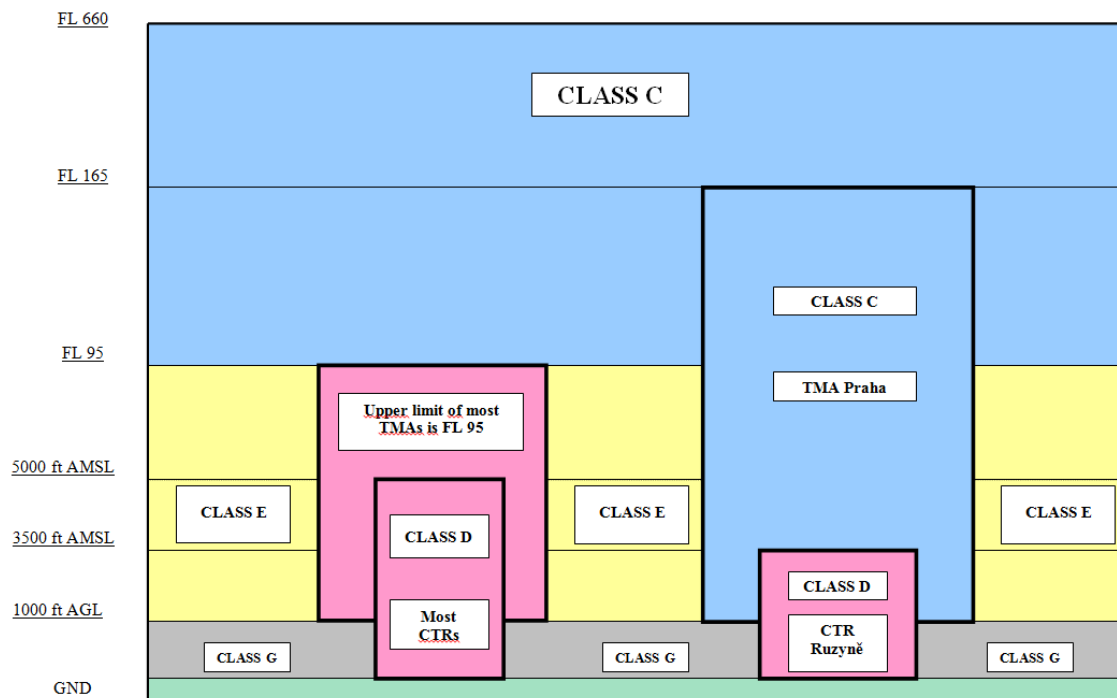 FL 660
CLASS C
FL 165
CLASS C
FL 95
TMA Praha
Upper limit of most
TMAs is FL 95
5000 ft AMSL
CLASS E
CLASS E
CLASS E
CLASS D
3500 ft AMSL
CLASS D
1000 ft AGL
Most
CTRs
CTR
Ruzyně
CLASS G
CLASS G
CLASS G
GND